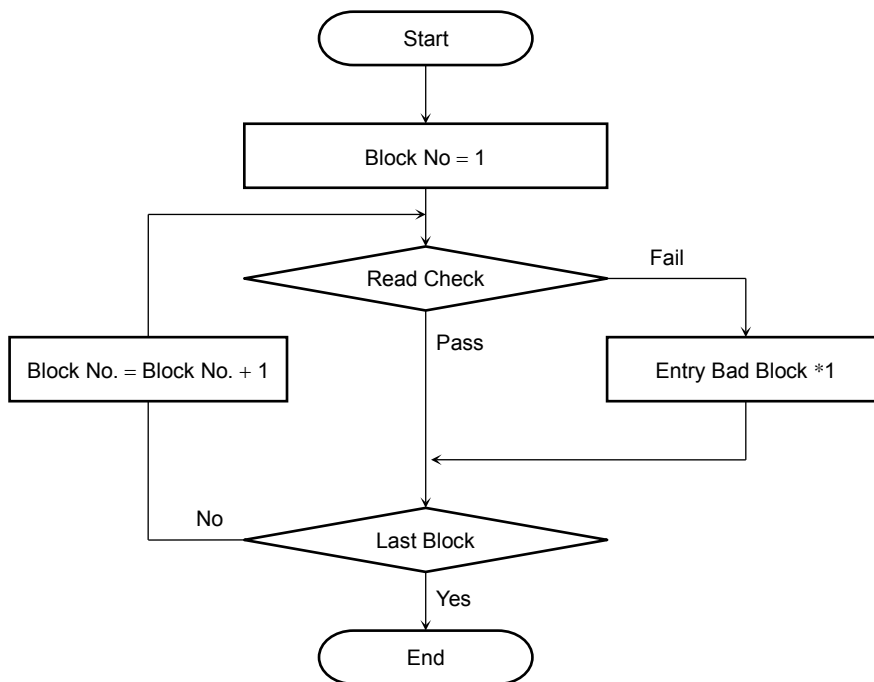 Start
Block No = 1
Read Check
Fail
Pass
Block No. = Block No. + 1
Entry Bad Block *1
No
Last Block
Yes
End